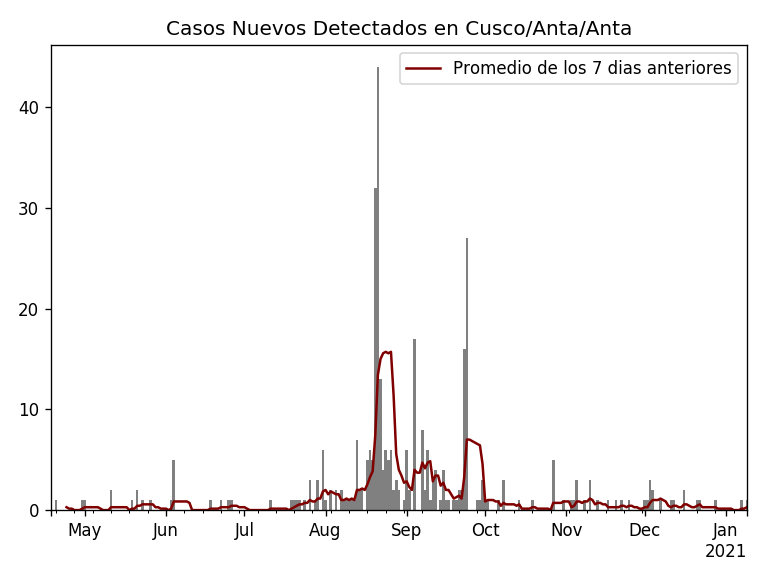 Casos Nuevos Detectados en Cusco/Anta/Anta
Promedio de los 7 dias anteriores
40
30
20
10
0
May Jun Jul Aug Sep Oct Nov Dec Jan
2021